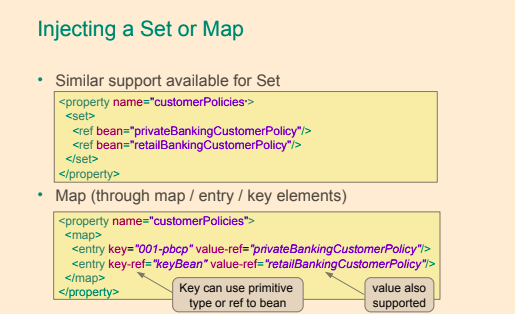 Injecting a Set or Map
• Similar support available for Set
<property name="customerPolicies">
<set>
<ref bean="privateBankingCustomerPolicy"/>
<ref bean="retailBankingCustomerPolicy"/>
</set>
</property>
• Map (through map / entry / key elements)
<property name="customerPolicies">
<map>
<entry key="001-pbcp" value-ref="privateBankingCustomerPolicy"/>
<entry key-ref="keyBean" value-ref="retailBankingCustomerPolicy"/>
</map>
</property>
Key can use primitive
type or ref to bean
value also
supported